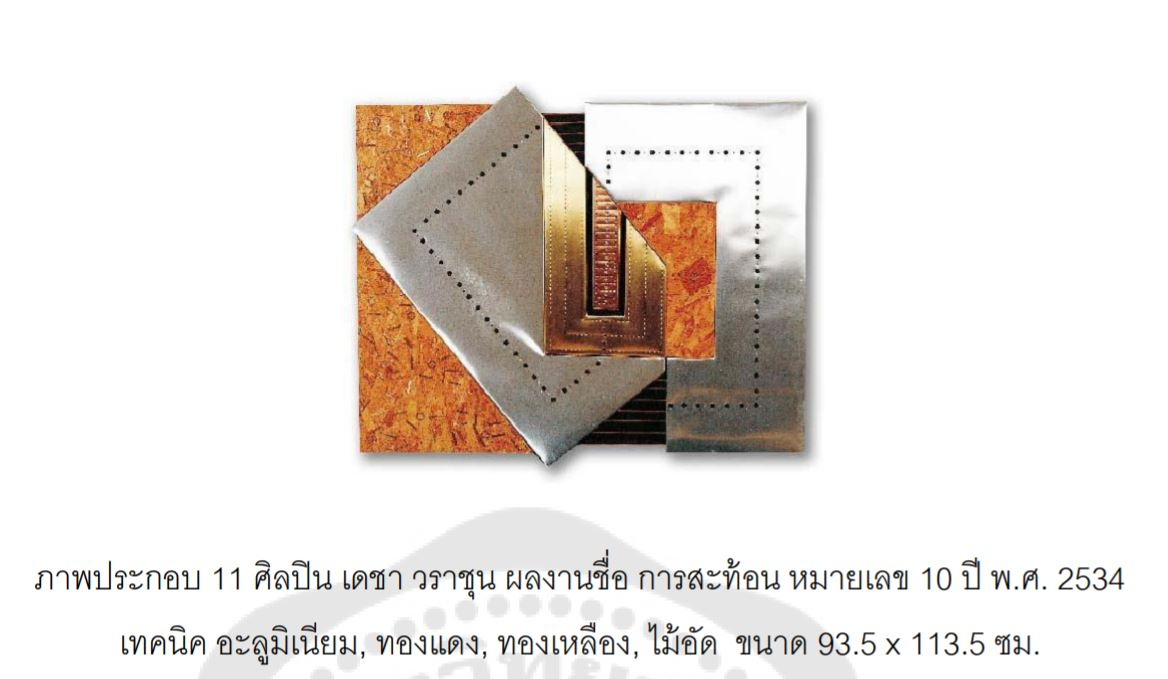 ภาพประกอบ 11 ศิลปิน เดชา วราชุน ผลงานชื่อ การสะท้อน หมายเลข 10 ปี พ.ศ. 2534
เทคนิค อะลูมิเนียม, ทองแดง, ทองเหลือง, ไม้อัด ขนาด 93.5 x 113.5 ซม.